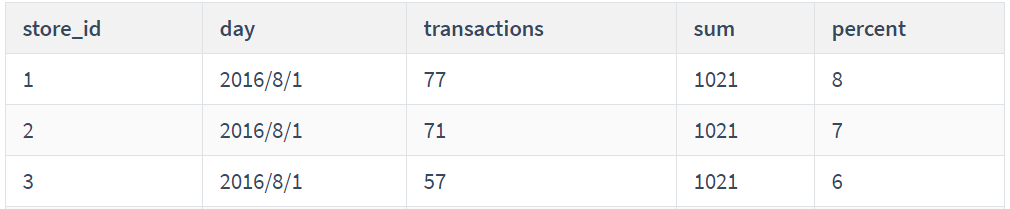 store_id day transactions sum percent
1 2016/8/1 77 1021 8
2 2016/8/1 71 1021 7
3 2016/8/1 57 1021 6